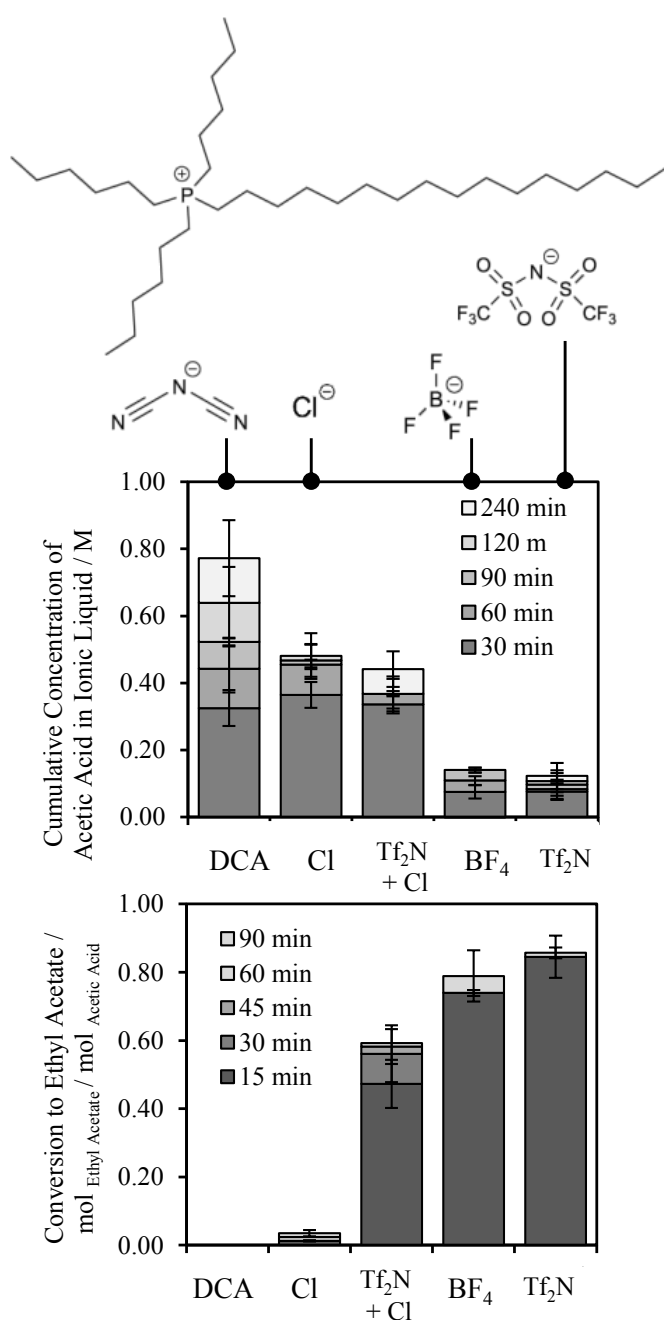 P
⊕
O
N
⊖
O
S
S
F₃C
O
O
CF₃
N
⊖
N
N
Cl⊖
F
B
⊖
F
F
F
1.00
0.80
0.60
0.40
0.20
0.00
Cumulative Concentration of
Acetic Acid in Ionic Liquid / M
240 min
120 m
90 min
60 min
30 min
DCA
Cl
Tf₂N
+ Cl
BF₄
Tf₂N
1.00
0.80
0.60
0.40
0.20
0.00
Conversion to Ethyl Acetate /
mol Ethyl Acetate / mol Acetic Acid
90 min
60 min
45 min
30 min
15 min
DCA
Cl
Tf₂N
+ Cl
BF₄
Tf₂N